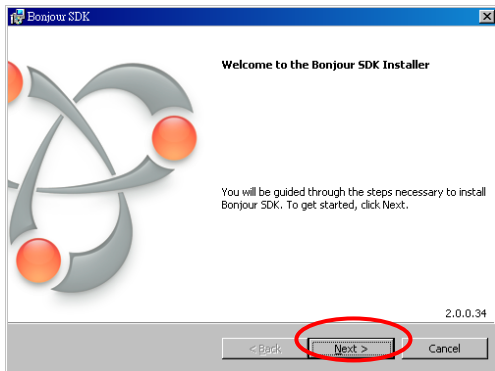 Bonjour SDK
Welcome to the Bonjour SDK Installer
You will be guided through the steps necessary to install
Bonjour SDK. To get started, click Next.
2.0.0.34
< Back
Next >
Cancel